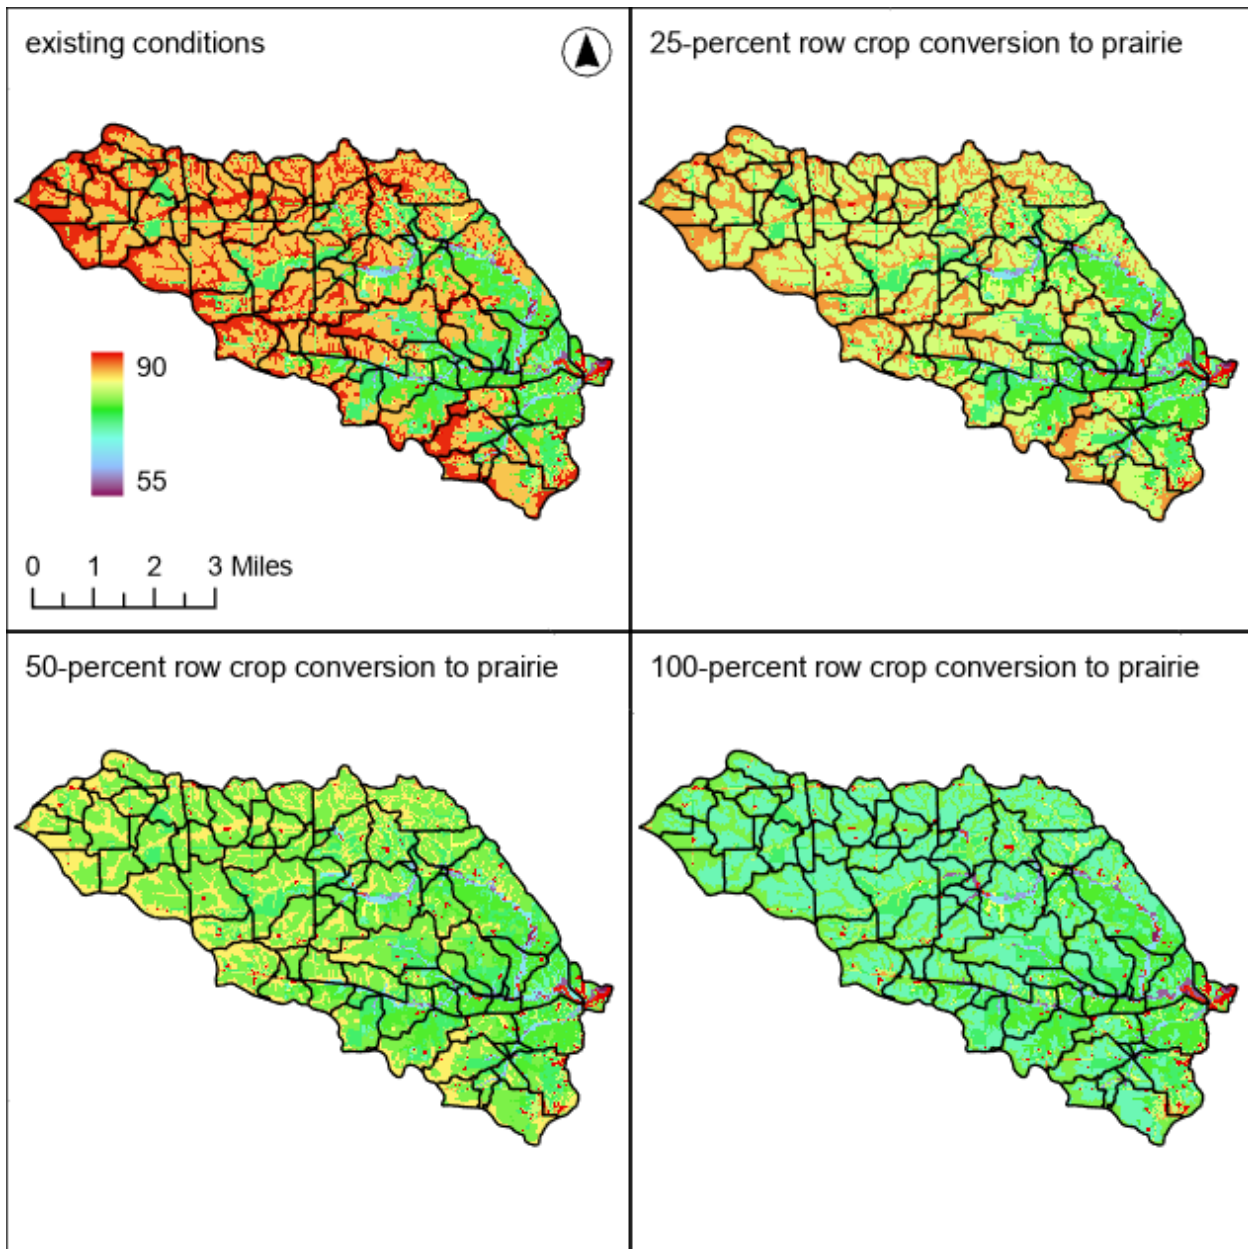 existing conditions
25-percent row crop conversion to prairie
90
55
0 1 2 3 Miles
50-percent row crop conversion to prairie
100-percent row crop conversion to prairie